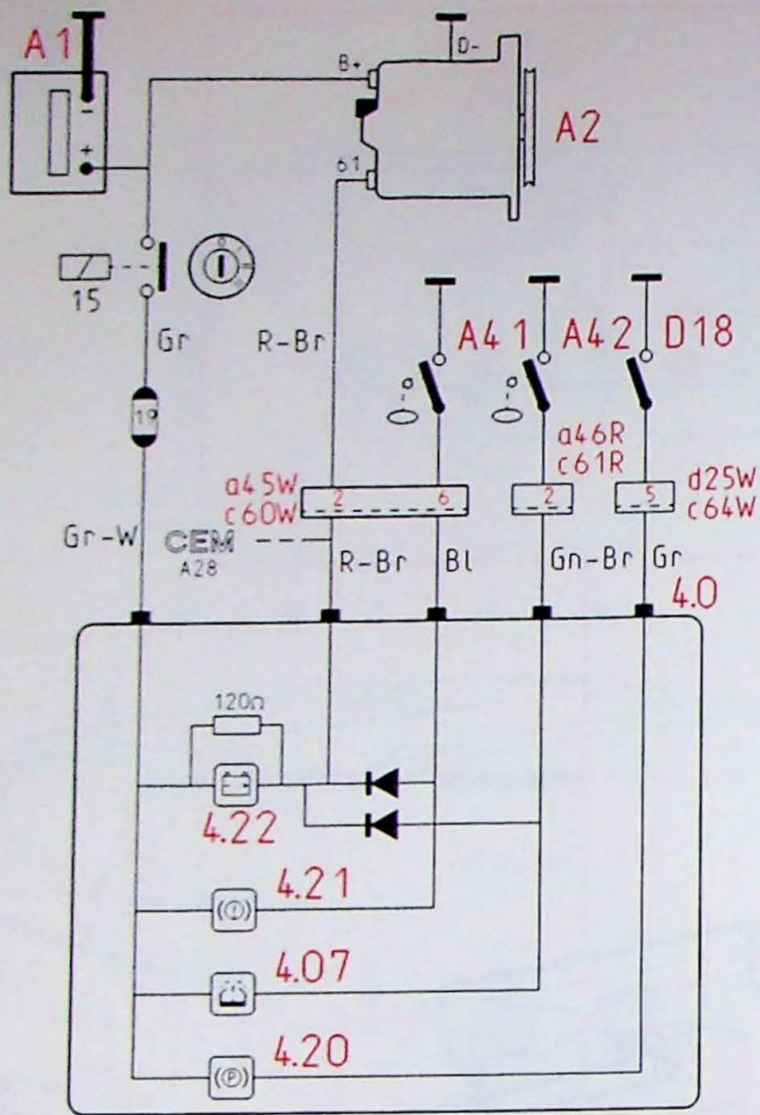 A1
-
+
B+
D-
A2
61
15
Gr
R-Br
A41
A42
D18
19
a46R
c61R
a45W
c60W
2
6
2
5
d25W
c64W
Gr-W
CEM
A28
R-Br
Bl
Gn-Br
Gr
4.0
120Ω
4.22
4.21
4.07
(P)
4.20